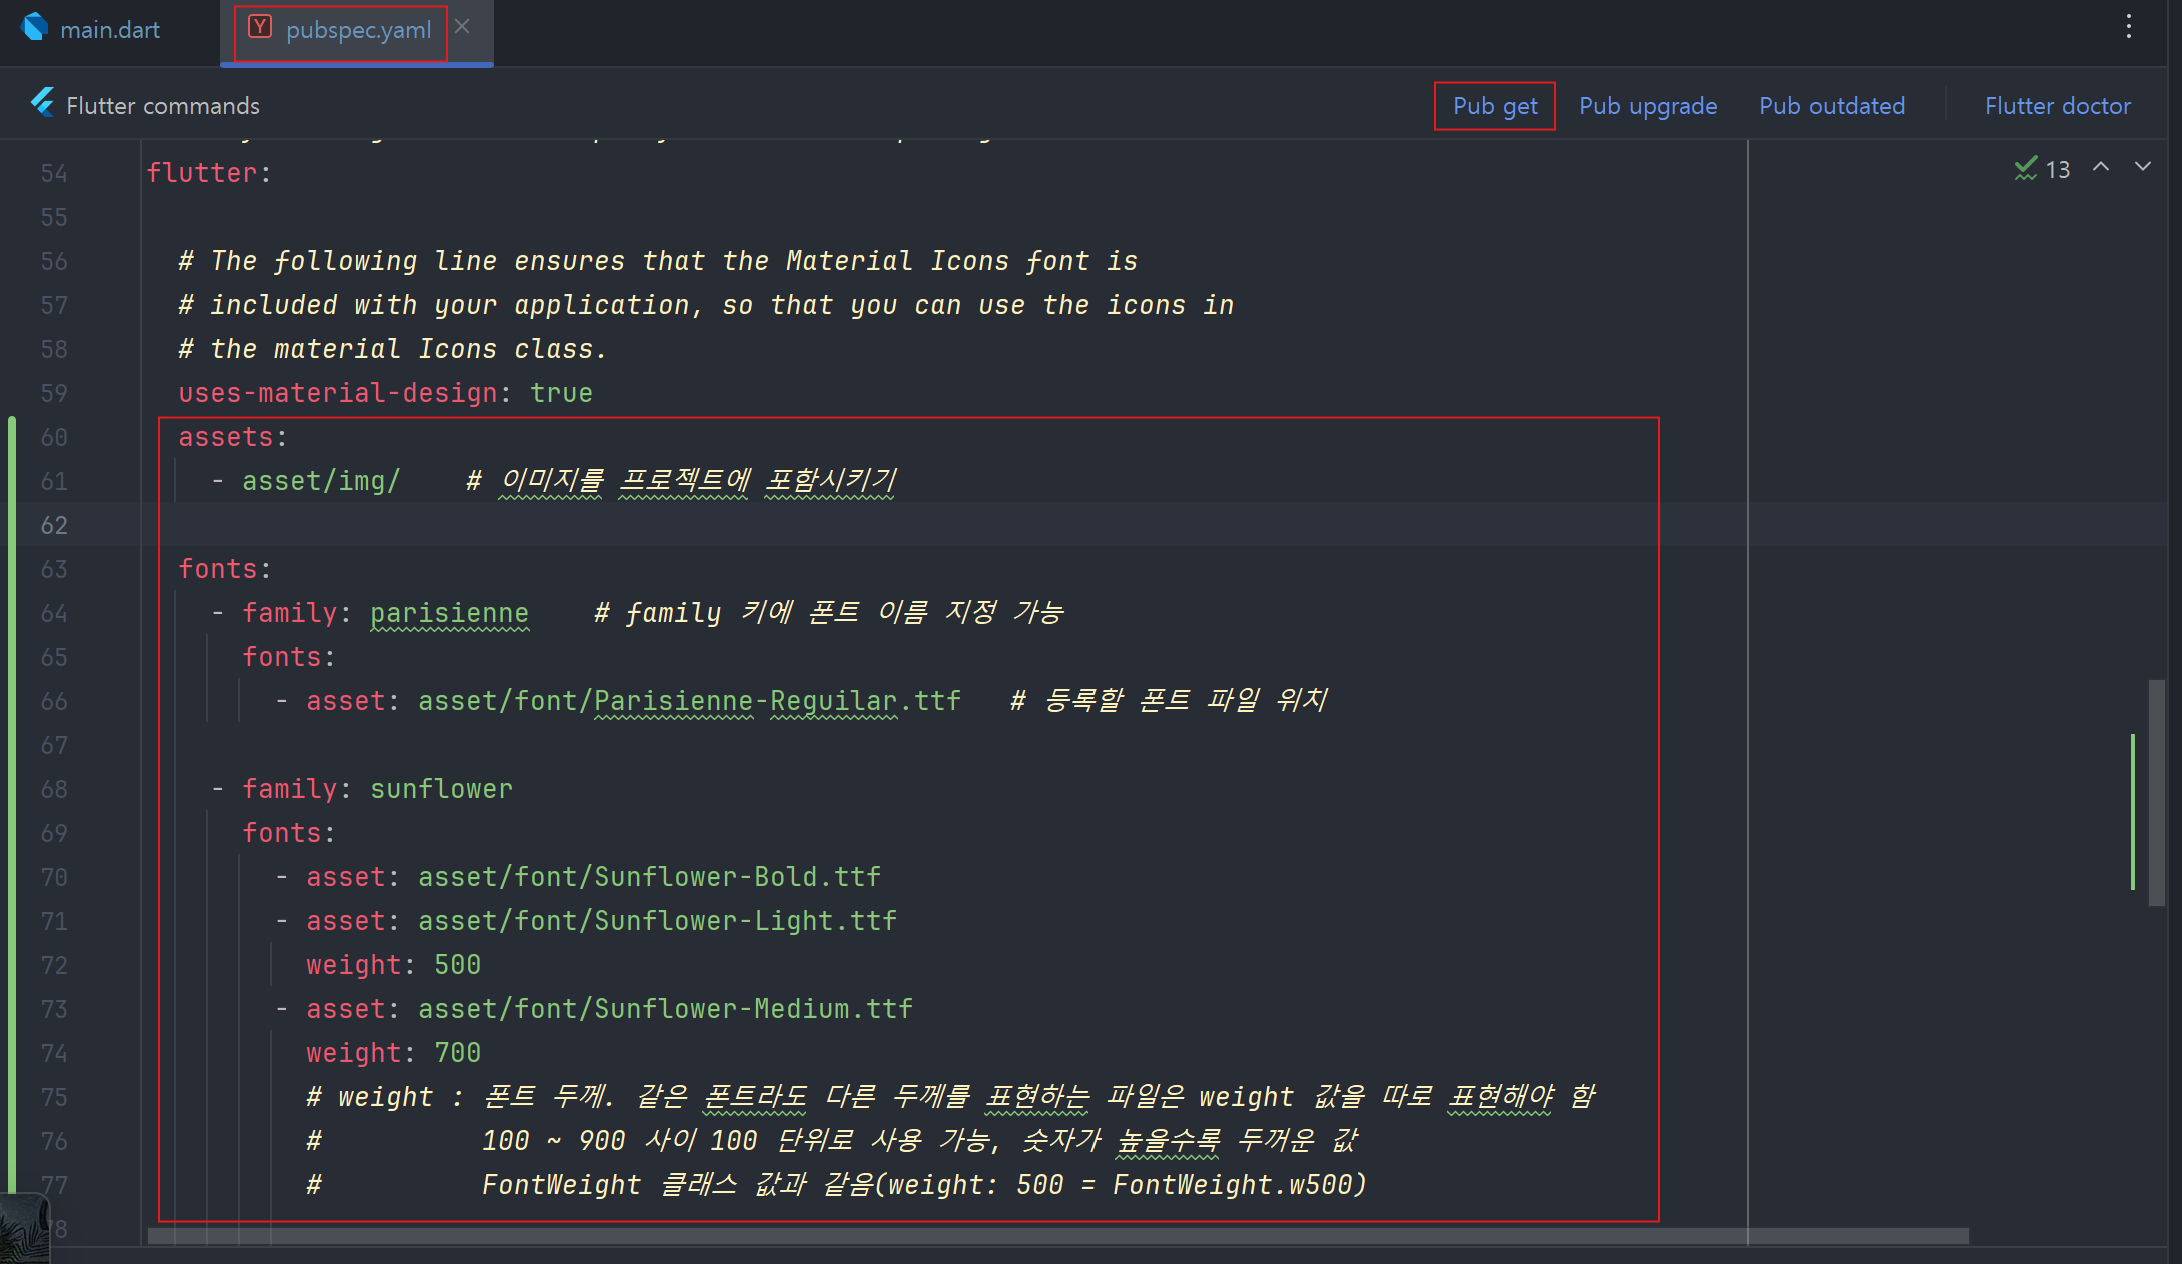 main.dart
pubspec.yaml
Flutter commands
Pub get
Pub upgrade
Pub outdated
Flutter doctor
13
54 flutter:
55
56 # The following line ensures that the Material Icons font is
57 # included with your application, so that you can use the icons in
58 # the material Icons class.
59 uses-material-design: true
60 assets:
61 - asset/img/ # 이미지를 프로젝트에 포함시키기
62
63 fonts:
64 - family: parisienne # family 키에 폰트 이름 지정 가능
65 fonts:
66 - asset: asset/font/Parisienne-Reguilar.ttf # 등록할 폰트 파일 위치
67
68 - family: sunflower
69 fonts:
70 - asset: asset/font/Sunflower-Bold.ttf
71 - asset: asset/font/Sunflower-Light.ttf
72 weight: 500
73 - asset: asset/font/Sunflower-Medium.ttf
74 weight: 700
75 # weight : 폰트 두께. 같은 폰트라도 다른 두께를 표현하는 파일은 weight 값을 따로 표현해야 함
76 # 100 ~ 900 사이 100 단위로 사용 가능, 숫자가 높을수록 두꺼운 값
77 # FontWeight 클래스 값과 같음(weight: 500 = FontWeight.w500)